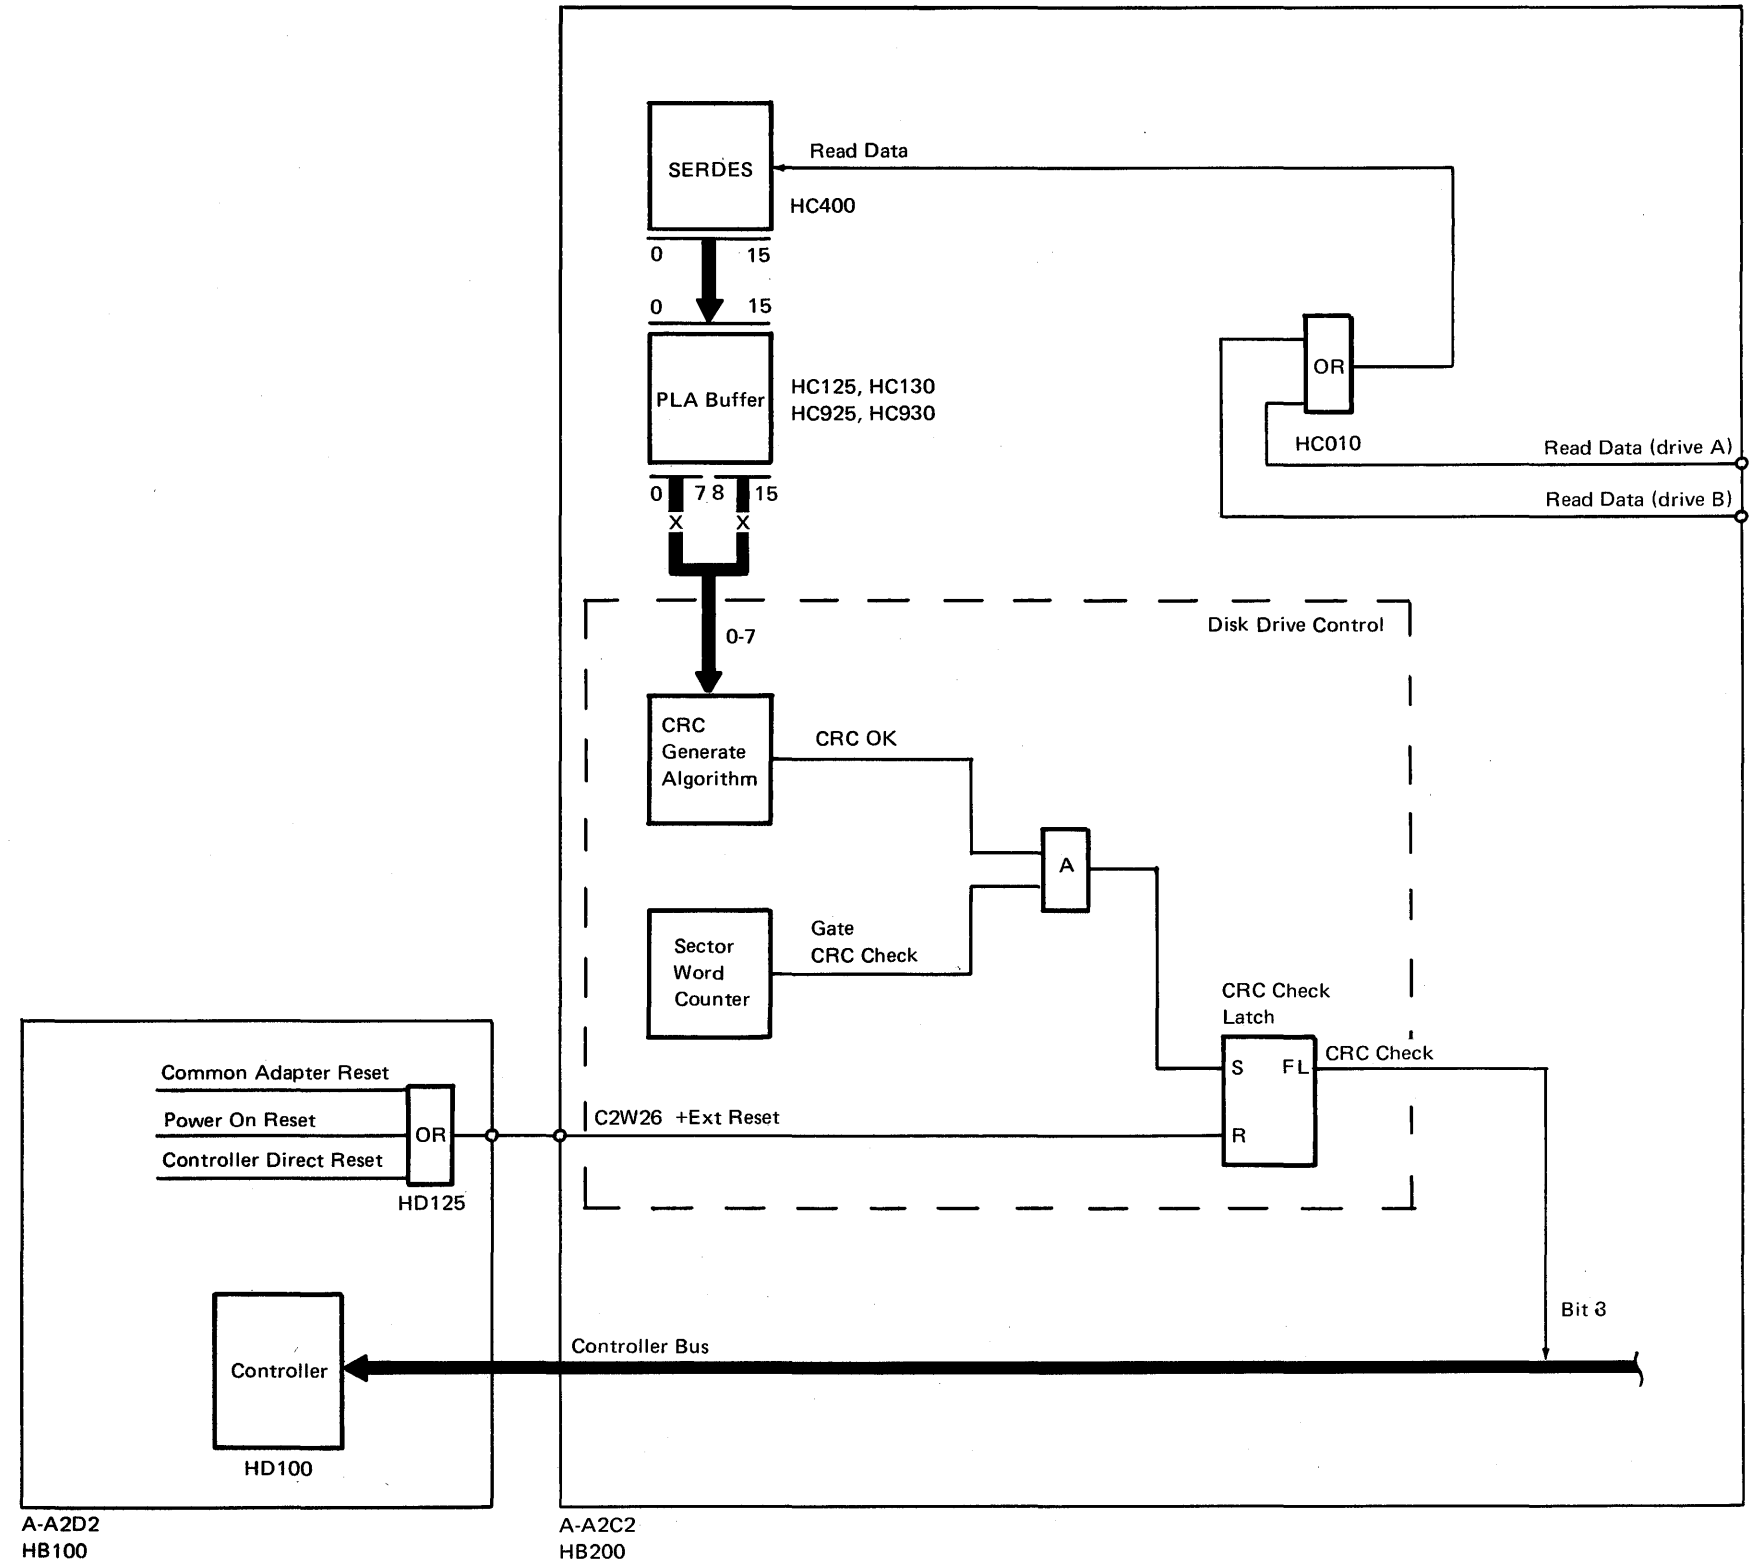 Read Data
SERDES
HC400
0 15
0 15
OR
PLA Buffer
HC125, HC130
HC925, HC930
HC010
Read Data (drive A)
0 7 8 15
Read Data (drive B)
X X
Disk Drive Control
0-7
CRC
Generate
Algorithm
CRC OK
A
Gate
CRC Check
Sector
Word
Counter
CRC Check
Latch
S FL
CRC Check
Common Adapter Reset
Power On Reset
OR
Controller Direct Reset
HD125
C2W26 +Ext Reset
R
Bit 3
Controller Bus
Controller
HD100
A-A2D2
HB100
A-A2C2
HB200